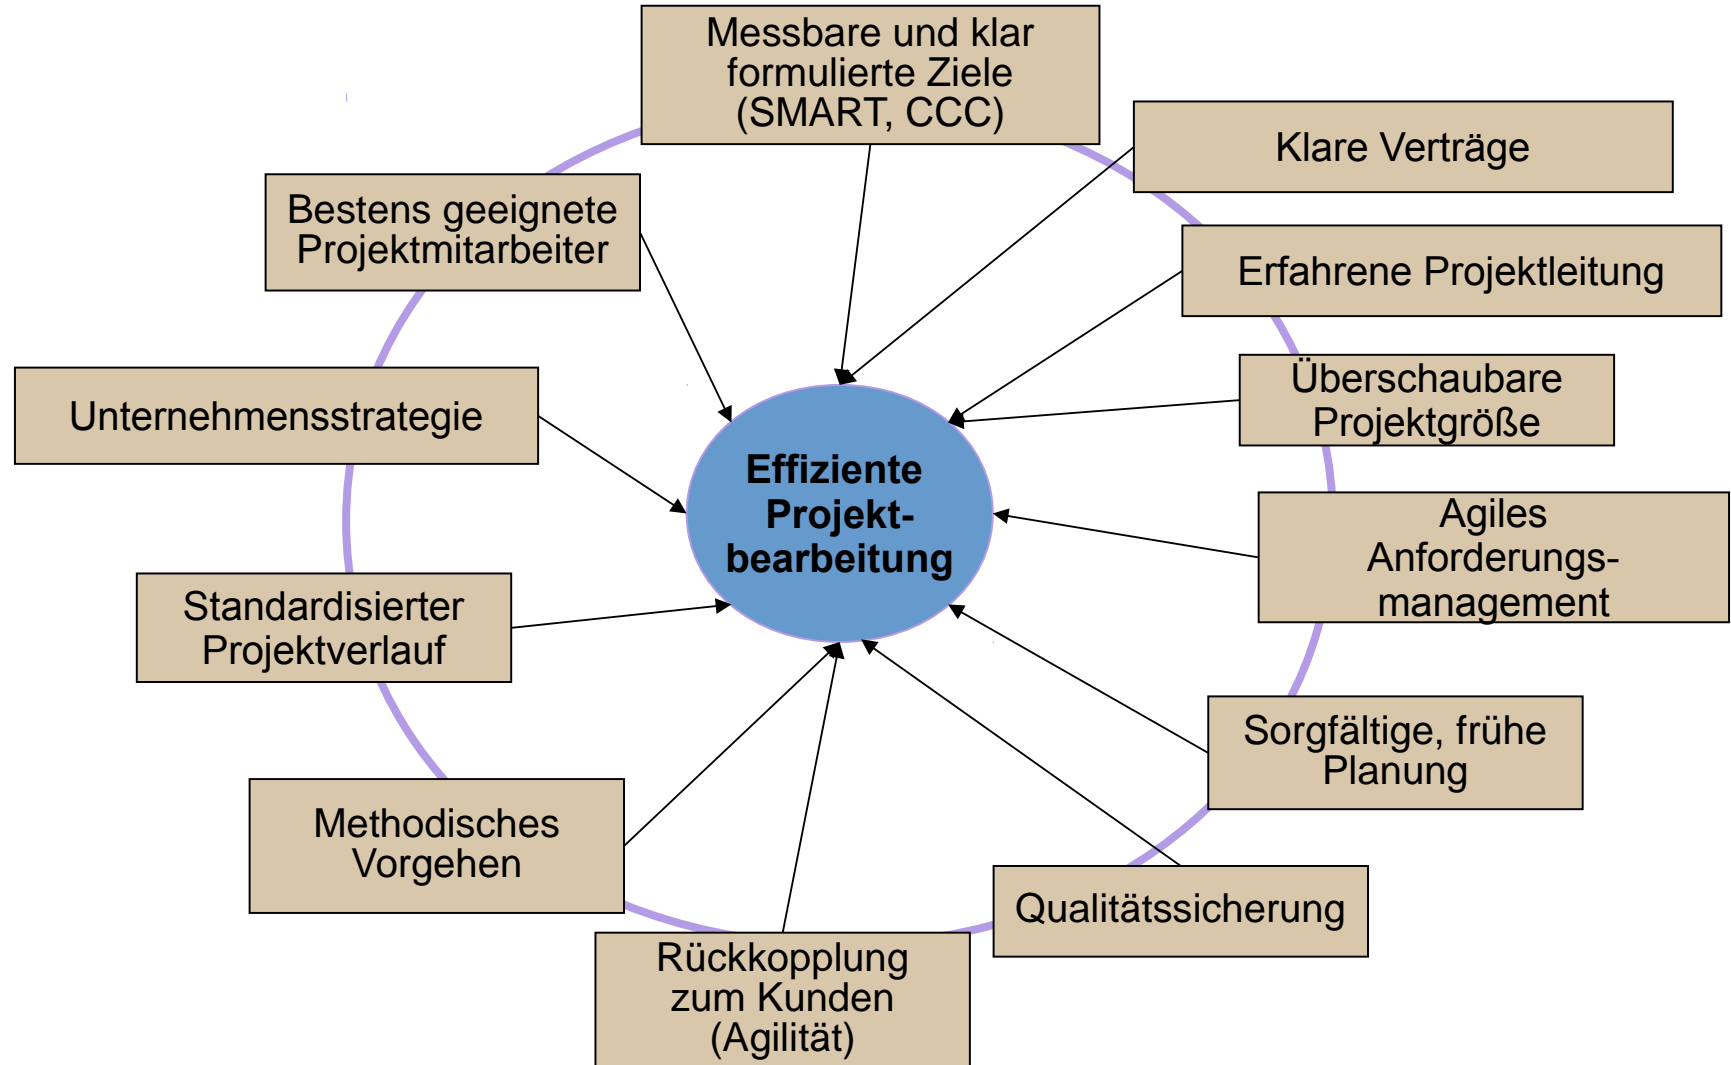 Messbare und klar
formulierte Ziele
(SMART, CCC)
Klare Verträge
Bestens geeignete
Projektmitarbeiter
Erfahrene Projektleitung
Überschaubare
Projektgröße
Unternehmensstrategie
Effiziente
Projekt-
bearbeitung
Agiles
Anforderungs-
management
Standardisierter
Projektverlauf
Sorgfältige, frühe
Planung
Methodisches
Vorgehen
Qualitätssicherung
Rückkopplung
zum Kunden
(Agilität)